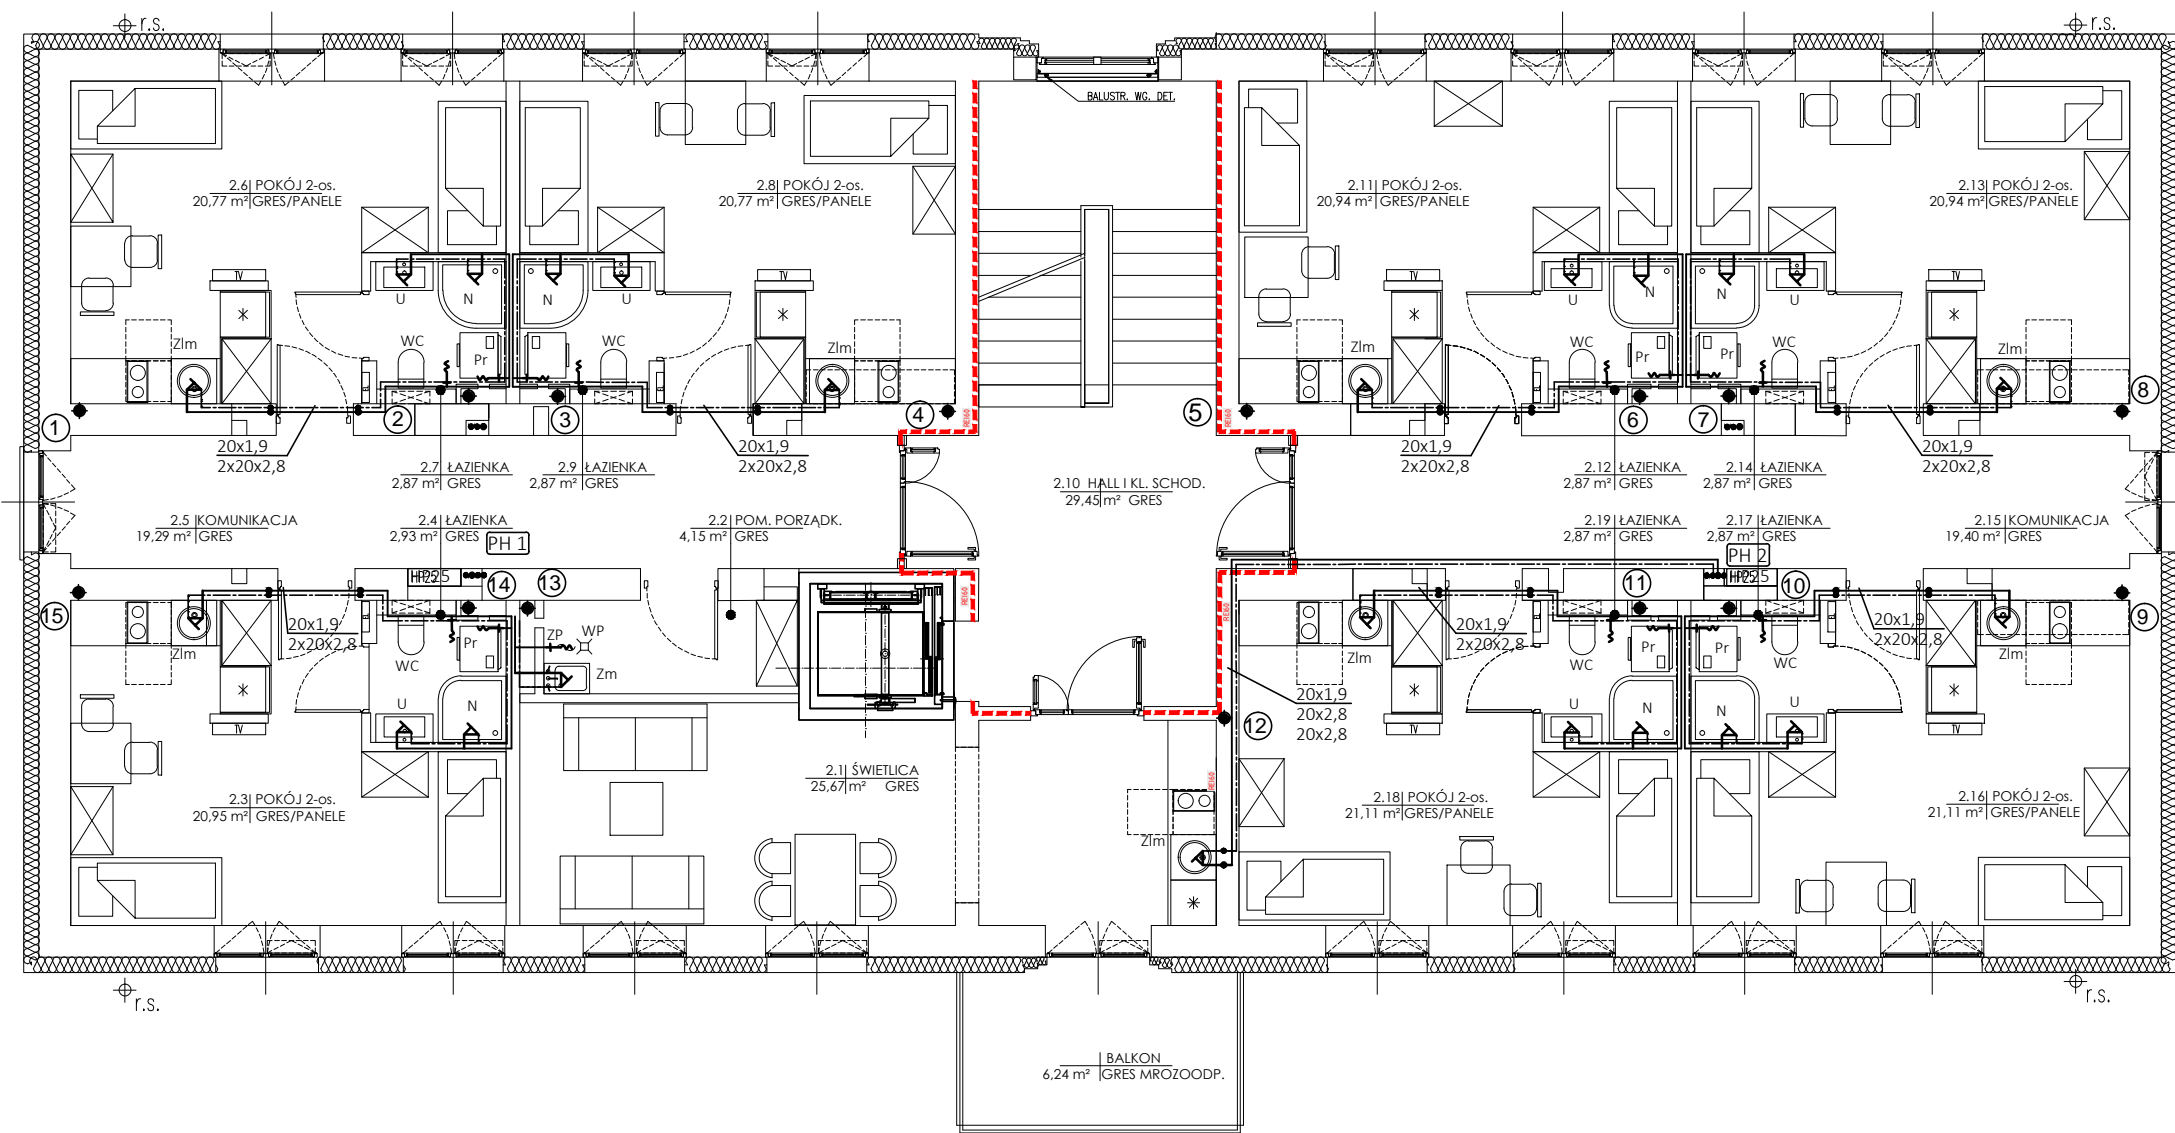 r.s.
r.s.
BALUSTR. WG. DET.
2.6 POKÓJ 2-os.
20,77 m² GRES/PANELE
2.8 POKÓJ 2-os.
20,77 m² GRES/PANELE
2.11 POKÓJ 2-os.
20,94 m² GRES/PANELE
2.13 POKÓJ 2-os.
20,94 m² GRES/PANELE
TV
U
N
N
U
TV
TV
U
N
N
U
TV
Zlm
WC
Pr
WC
Zlm
Zlm
WC
Pr
Pr
WC
Zlm
1
2
3
4
REI60
5
REI60
6
7
8
20x1,9
2x20x2,8
20x1,9
2x20x2,8
20x1,9
2x20x2,8
20x1,9
2x20x2,8
2.7 ŁAZIENKA
2,87 m² GRES
2.9 ŁAZIENKA
2,87 m² GRES
2.10 HALL I KL. SCHOD.
29,45 m² GRES
2.12 ŁAZIENKA
2,87 m² GRES
2.14 ŁAZIENKA
2,87 m² GRES
2.5 KOMUNIKACJA
19,29 m² GRES
2.4 ŁAZIENKA
2,93 m² GRES
PH 1
2.2 POM. PORZĄDK.
4,15 m² GRES
2.19 ŁAZIENKA
2,87 m² GRES
2.17 ŁAZIENKA
2,87 m² GRES
PH 2
2.15 KOMUNIKACJA
19,40 m² GRES
15
14
13
REI60
REI60
11
10
9
20x1,9
2x20x2,8
20x1,9
2x20x2,8
20x1,9
2x20x2,8
Zlm
WC
Pr
ZP
WP
Zm
Zlm
WC
Pr
Pr
WC
Zlm
U
N
TV
20x1,9
20x2,8
20x2,8
12
U
N
N
U
TV
TV
2.3 POKÓJ 2-os.
20,95 m² GRES/PANELE
2.1 ŚWIETLICA
25,67 m² GRES
REI60
Zlm
2.18 POKÓJ 2-os.
21,11 m² GRES/PANELE
2.16 POKÓJ 2-os.
21,11 m² GRES/PANELE
r.s.
r.s.
BALKON
6,24 m² GRES MROZOODP.